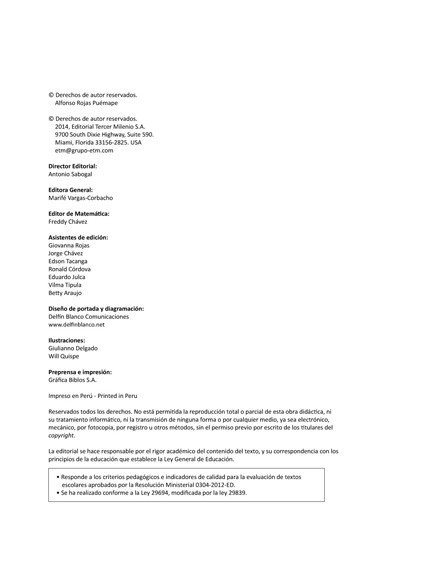 © Derechos de autor reservados.
Alfonso Rojas Puémape
© Derechos de autor reservados.
2014, Editorial Tercer Milenio S.A.
9700 South Dixie Highway, Suite 590.
Miami, Florida 33156-2825. USA
etm@grupo-etm.com
Director Editorial:
Antonio Sabogal
Editora General:
Marifé Vargas-Corbacho
Editor de Matemática:
Freddy Chávez
Asistentes de edición:
Giovanna Rojas
Jorge Chávez
Edson Tacanga
Ronald Córdova
Eduardo Julca
Vilma Tipula
Betty Araujo
Diseño de portada y diagramación:
Delfín Blanco Comunicaciones
www.delfinblanco.net
Ilustraciones:
Giulianno Delgado
Will Quispe
Preprensa e impresión:
Gráfica Biblos S.A.
Impreso en Perú - Printed in Peru
Reservados todos los derechos. No está permitida la reproducción total o parcial de esta obra didáctica, ni
su tratamiento informático, ni la transmisión de ninguna forma o por cualquier medio, ya sea electrónico,
mecánico, por fotocopia, por registro u otros métodos, sin el permiso previo por escrito de los titulares del
copyright.
La editorial se hace responsable por el rigor académico del contenido del texto, y su correspondencia con los
principios de la educación que establece la Ley General de Educación.
• Responde a los criterios pedagógicos e indicadores de calidad para la evaluación de textos
escolares aprobados por la Resolución Ministerial 0304-2012-ED.
• Se ha realizado conforme a la Ley 29694, modificada por la ley 29839.